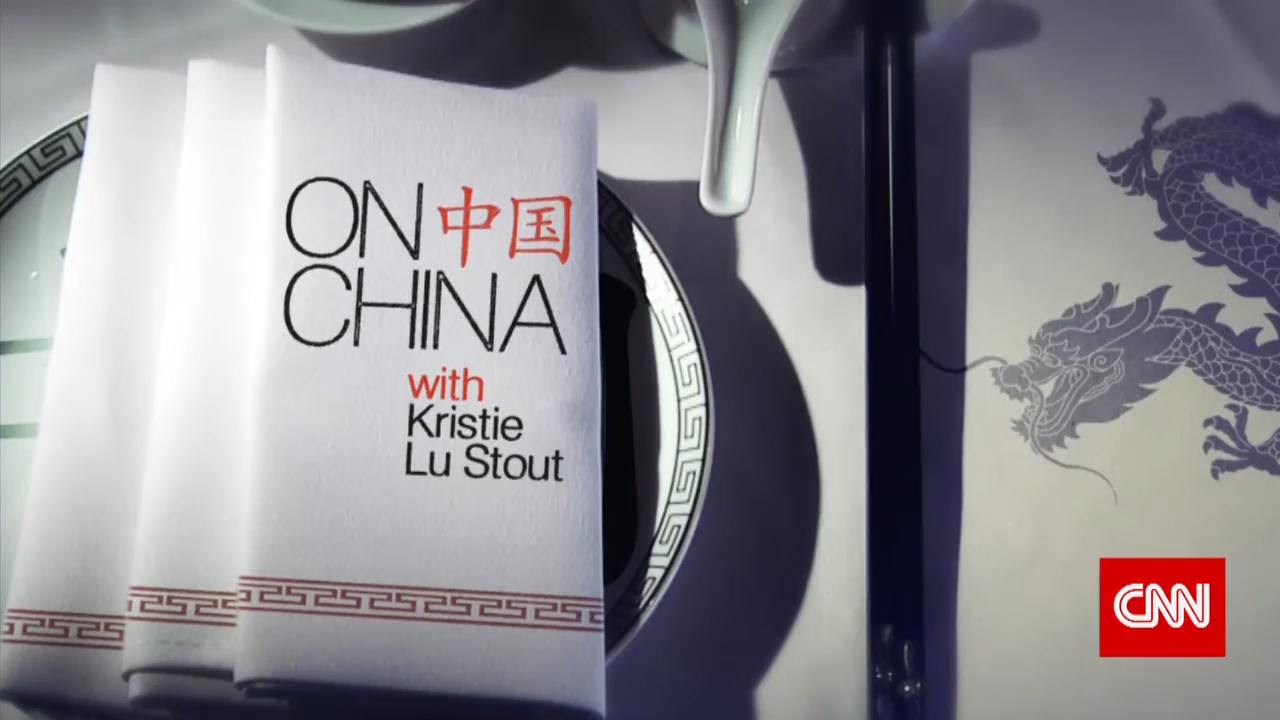 ON 中国
CHINA
with
Kristie
Lu Stout
CNN